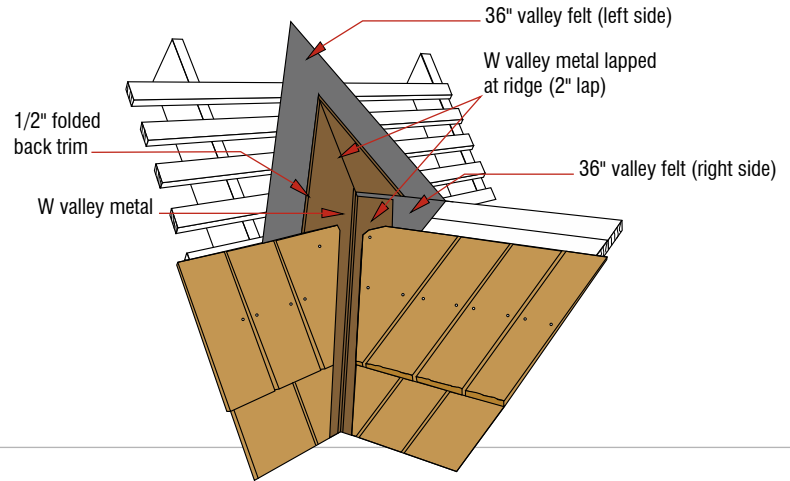 36" valley felt (left side)
W valley metal lapped
at ridge (2" lap)
1/2" folded
back trim
36" valley felt (right side)
W valley metal